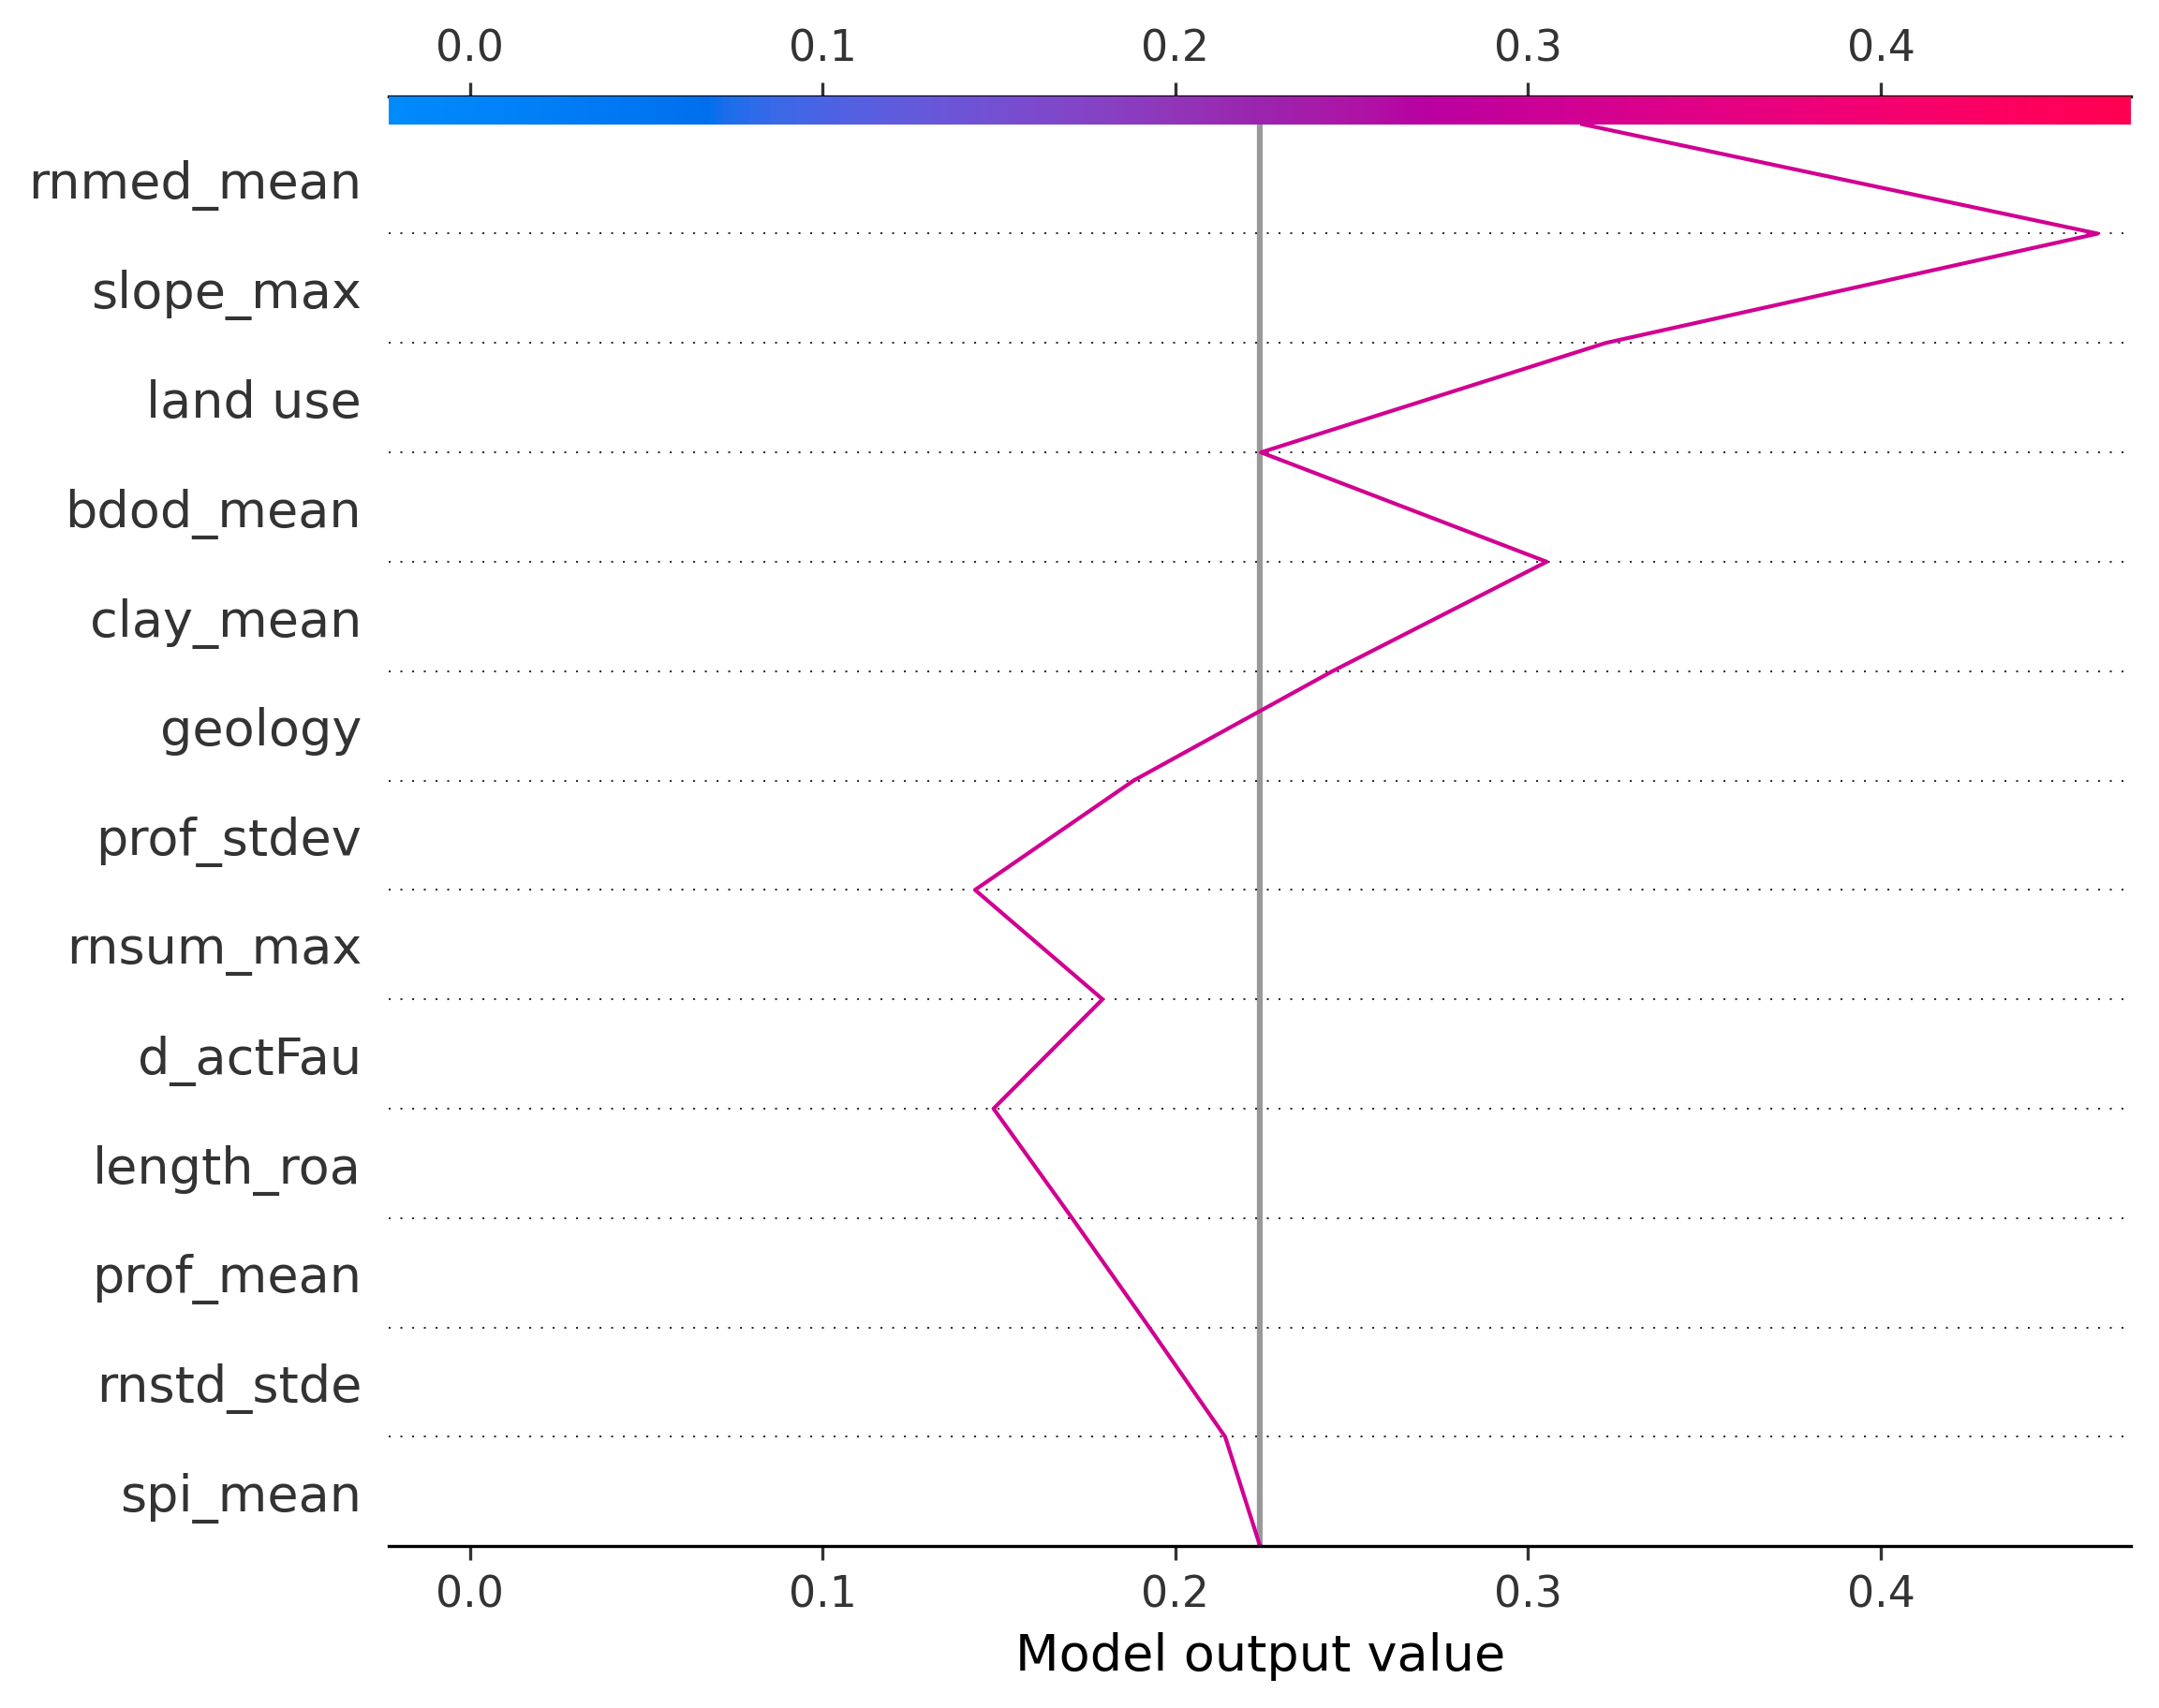 0.0 0.1 0.2 0.3 0.4
rnmed_mean
slope_max
land use
bdod_mean
clay_mean
geology
prof_stdev
rnsum_max
d_actFau
length_roa
prof_mean
rnstd_stde
spi_mean
0.0 0.1 0.2 0.3 0.4
Model output value